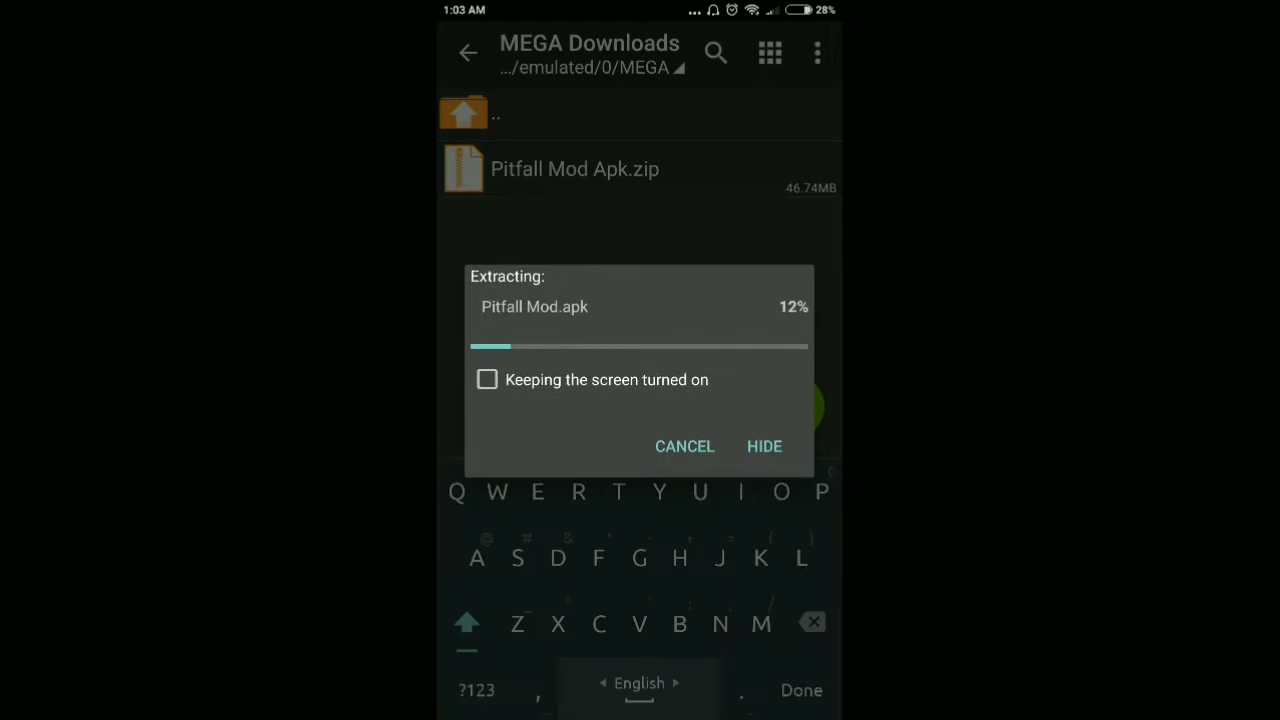 1:03 AM
28%
MEGA Downloads
.../emulated/0/MEGA
..
Pitfall Mod Apk.zip
46.74MB
Extracting:
Pitfall Mod.apk
12%
Keeping the screen turned on
CANCEL
HIDE
0
Q W E R T Y U I O P
@ # & * - + = ( )
A S D F G H J K L
Z X C V B N M
?123 , English . Done